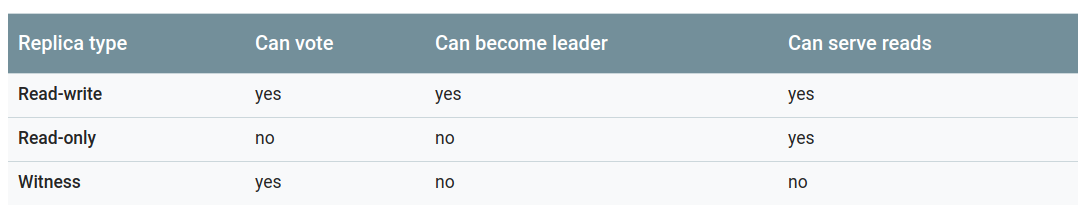 Replica type Can vote Can become leader Can serve reads
Read-write yes yes yes
Read-only no no yes
Witness yes no no